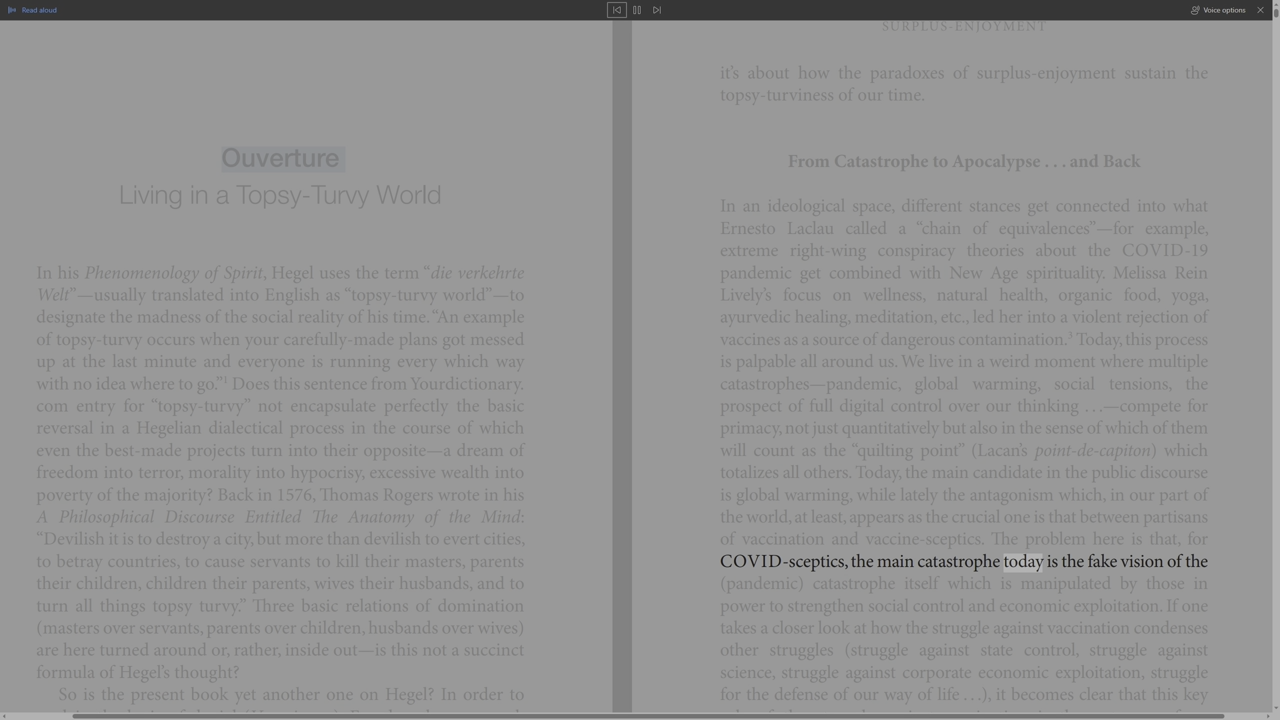 Read aloud
Voice options
Ouverture
Living in a Topsy-Turvy World
In his Phenomenology of Spirit, Hegel uses the term “die verkehrte
Welt”—usually translated into English as “topsy-turvy world”—to
designate the madness of the social reality of his time. “An example
of topsy-turvy occurs when your carefully-made plans got messed
up at the last minute and everyone is running every which way
with no idea where to go.”1 Does this sentence from Yourdictionary.
com entry for “topsy-turvy” not encapsulate perfectly the basic
reversal in a Hegelian dialectical process in the course of which
even the best-made projects turn into their opposite—a dream of
freedom into terror, morality into hypocrisy, excessive wealth into
poverty of the majority? Back in 1576, Thomas Rogers wrote in his
A Philosophical Discourse Entitled The Anatomy of the Mind:
“Devilish it is to destroy a city, but more than devilish to evert cities,
to betray countries, to cause servants to kill their masters, parents
their children, children their parents, wives their husbands, and to
turn all things topsy turvy.” Three basic relations of domination
(masters over servants, parents over children, husbands over wives)
are here turned around or, rather, inside out—is this not a succinct
formula of Hegel’s thought?
So is the present book yet another one on Hegel? In order to
SURPLUS-ENJOYMENT
it’s about how the paradoxes of surplus-enjoyment sustain the
topsy-turviness of our time.
From Catastrophe to Apocalypse . . . and Back
In an ideological space, different stances get connected into what
Ernesto Laclau called a “chain of equivalences”—for example,
extreme right-wing conspiracy theories about the COVID-19
pandemic get combined with New Age spirituality. Melissa Rein
Lively’s focus on wellness, natural health, organic food, yoga,
ayurvedic healing, meditation, etc., led her into a violent rejection of
vaccines as a source of dangerous contamination.3 Today, this process
is palpable all around us. We live in a weird moment where multiple
catastrophes—pandemic, global warming, social tensions, the
prospect of full digital control over our thinking . . .—compete for
primacy, not just quantitatively but also in the sense of which of them
will count as the “quilting point” (Lacan’s point-de-capiton) which
totalizes all others. Today, the main candidate in the public discourse
is global warming, while lately the antagonism which, in our part of
the world, at least, appears as the crucial one is that between partisans
of vaccination and vaccine-sceptics. The problem here is that, for
COVID-sceptics, the main catastrophe today is the fake vision of the
(pandemic) catastrophe itself which is manipulated by those in
power to strengthen social control and economic exploitation. If one
takes a closer look at how the struggle against vaccination condenses
other struggles (struggle against state control, struggle against
science, struggle against corporate economic exploitation, struggle
for the defense of our way of life . . .), it becomes clear that this key